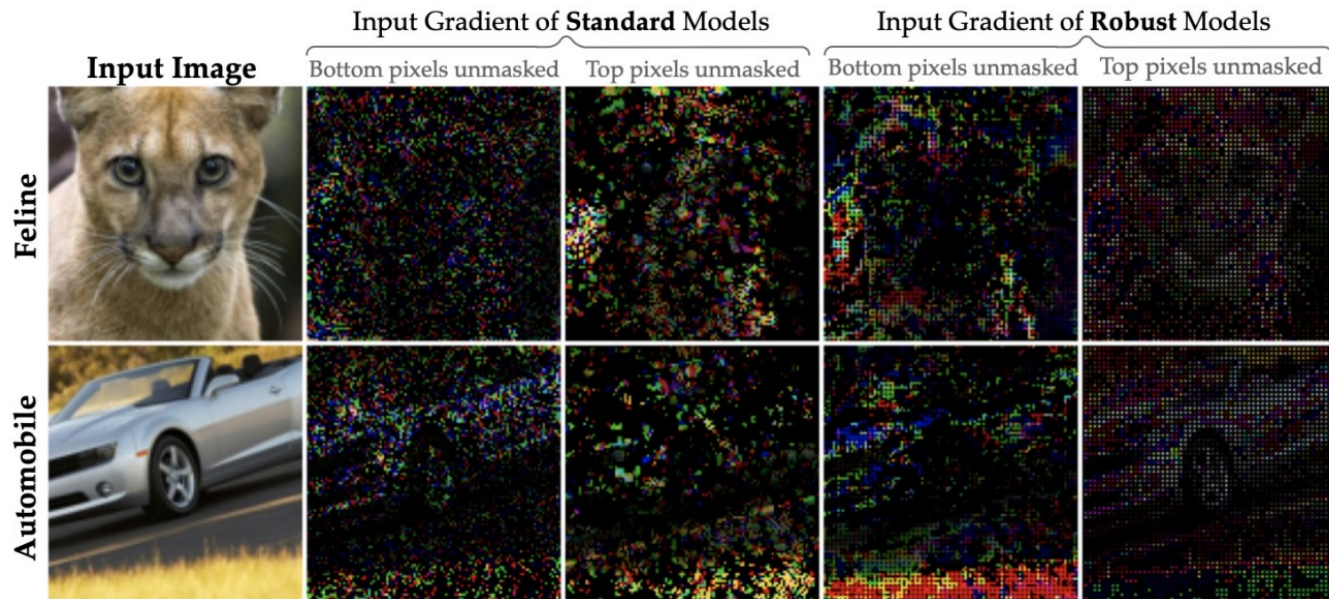 Input Gradient of Standard Models
Input Gradient of Robust Models
Input Image
Bottom pixels unmasked
Top pixels unmasked
Bottom pixels unmasked
Top pixels unmasked
Feline
Automobile